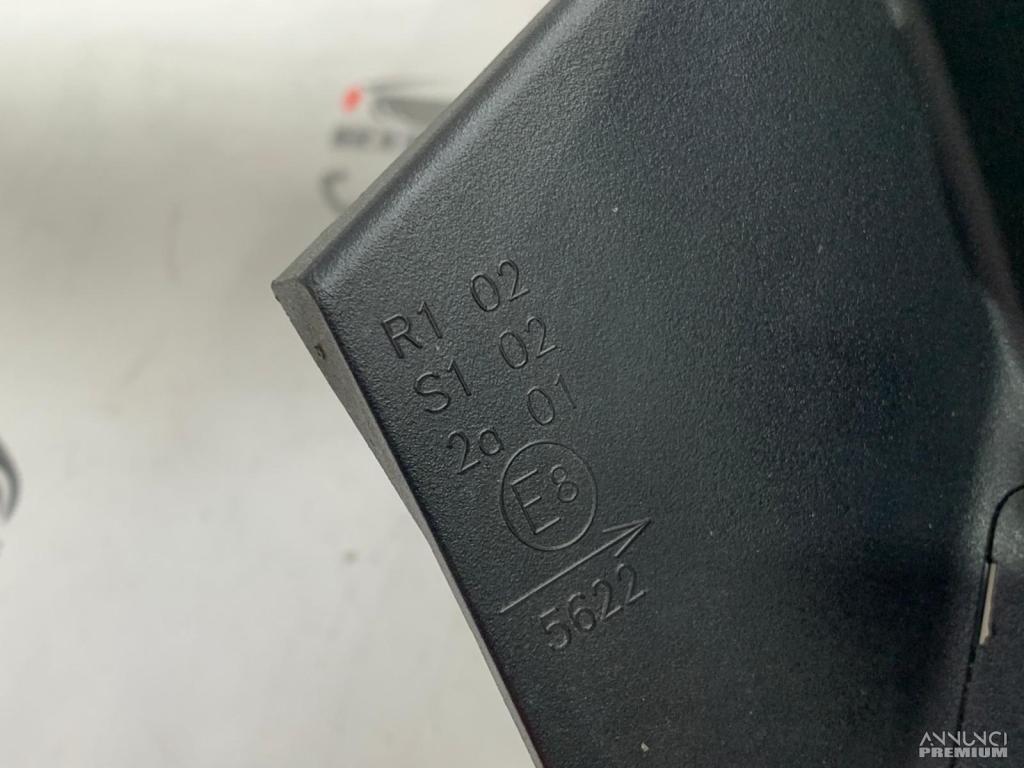 R1 02
S1 02
2a 01
E8
5622
ANNUNCI
PREMIUM